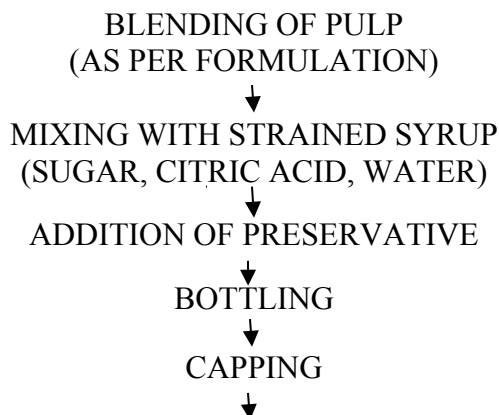 BLENDING OF PULP
(AS PER FORMULATION)
MIXING WITH STRAINED SYRUP
(SUGAR, CITRIC ACID, WATER)
ADDITION OF PRESERVATIVE
BOTTLING
CAPPING